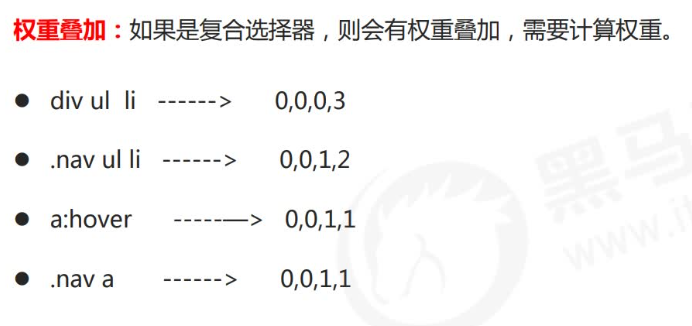 权重叠加：如果是复合选择器，则会有权重叠加，需要计算权重。
● div ul li ------> 0,0,0,3
● .nav ul li ------> 0,0,1,2
● a:hover -----—> 0,0,1,1
● .nav a ------> 0,0,1,1
黑马
www.it